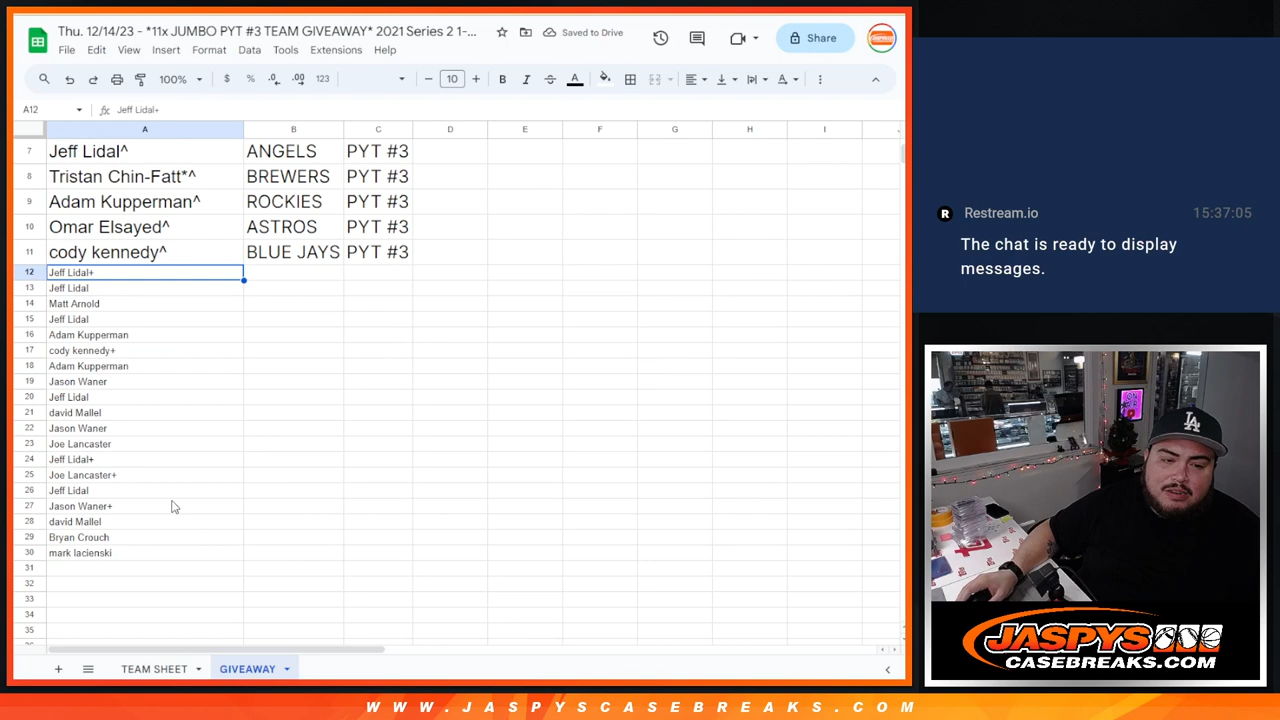 Thu. 12/14/23 - *11x JUMBO PYT #3 TEAM GIVEAWAY* 2021 Series 2 1-...
Saved to Drive
Share
File Edit View Insert Format Data Tools Extensions Help
100% $ % .0 .00 123 10 B I A
A12 fx Jeff Lidal+
A B C D E F G H I
7 Jeff Lidal^ ANGELS PYT #3
8 Tristan Chin-Fatt*^ BREWERS PYT #3
9 Adam Kupperman^ ROCKIES PYT #3
10 Omar Elsayed^ ASTROS PYT #3
11 cody kennedy^ BLUE JAYS PYT #3
12 Jeff Lidal+
13 Jeff Lidal
14 Matt Arnold
15 Jeff Lidal
16 Adam Kupperman
17 cody kennedy+
18 Adam Kupperman
19 Jason Waner
20 Jeff Lidal
21 david Mallel
22 Jason Waner
23 Joe Lancaster
24 Jeff Lidal+
25 Joe Lancaster+
26 Jeff Lidal
27 Jason Waner+
28 david Mallel
29 Bryan Crouch
30 mark lacienski
31
32
33
34
35
TEAM SHEET GIVEAWAY
R Restream.io 15:37:05
The chat is ready to display
messages.
LA
JASPYS
CASEBREAKS.COM
WWW.JASPYSCASEBREAKS.COM